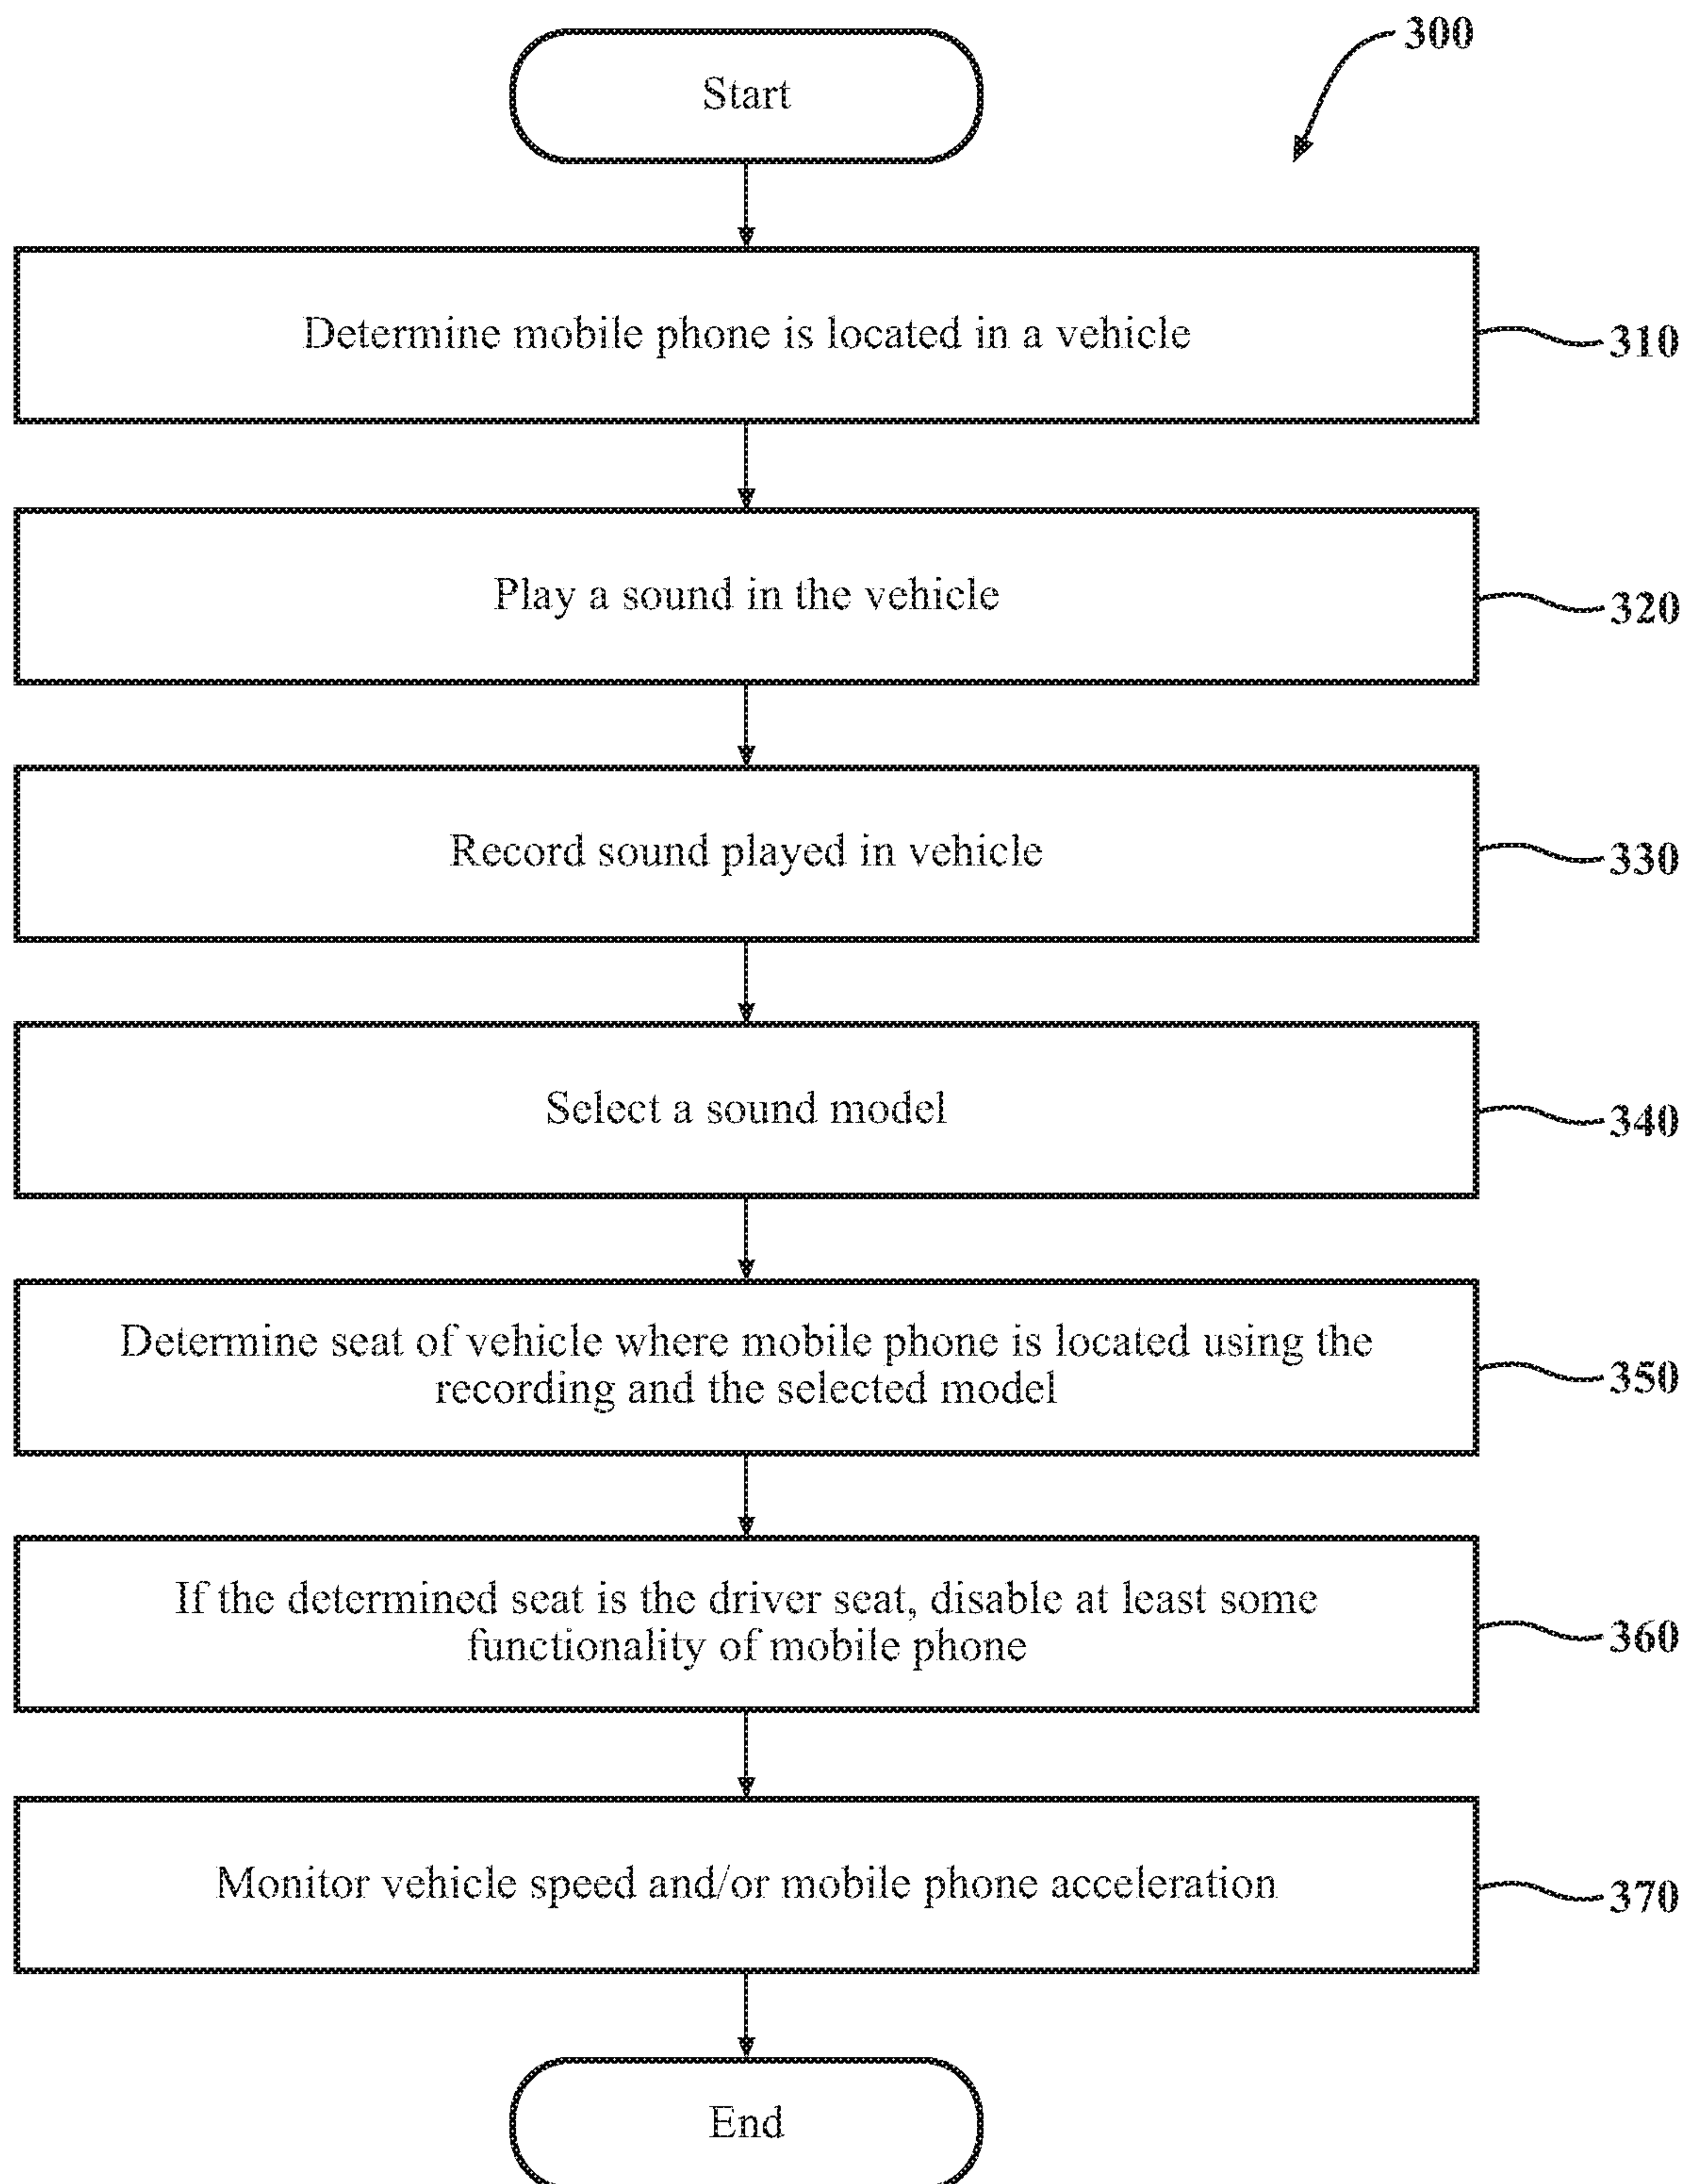 300
Start
Determine mobile phone is located in a vehicle
310
Play a sound in the vehicle
320
Record sound played in vehicle
330
Select a sound model
340
Determine seat of vehicle where mobile phone is located using the
recording and the selected model
350
If the determined seat is the driver seat, disable at least some
functionality of mobile phone
360
Monitor vehicle speed and/or mobile phone acceleration
370
End